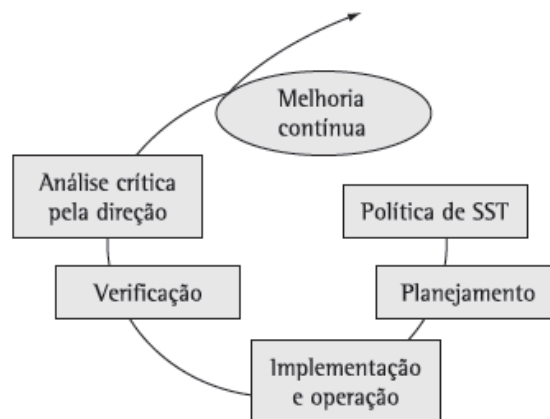 Melhoria
contínua
Análise crítica
pela direção
Política de SST
Verificação
Planejamento
Implementação
e operação